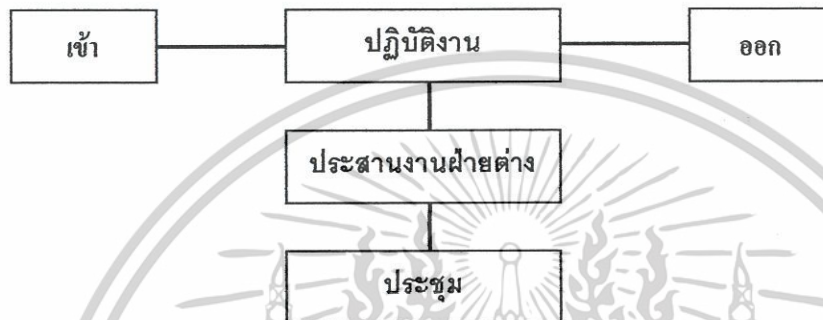 เข้า
ปฏิบัติงาน
ออก
ประสานงานฝ่ายต่าง
ประชุม